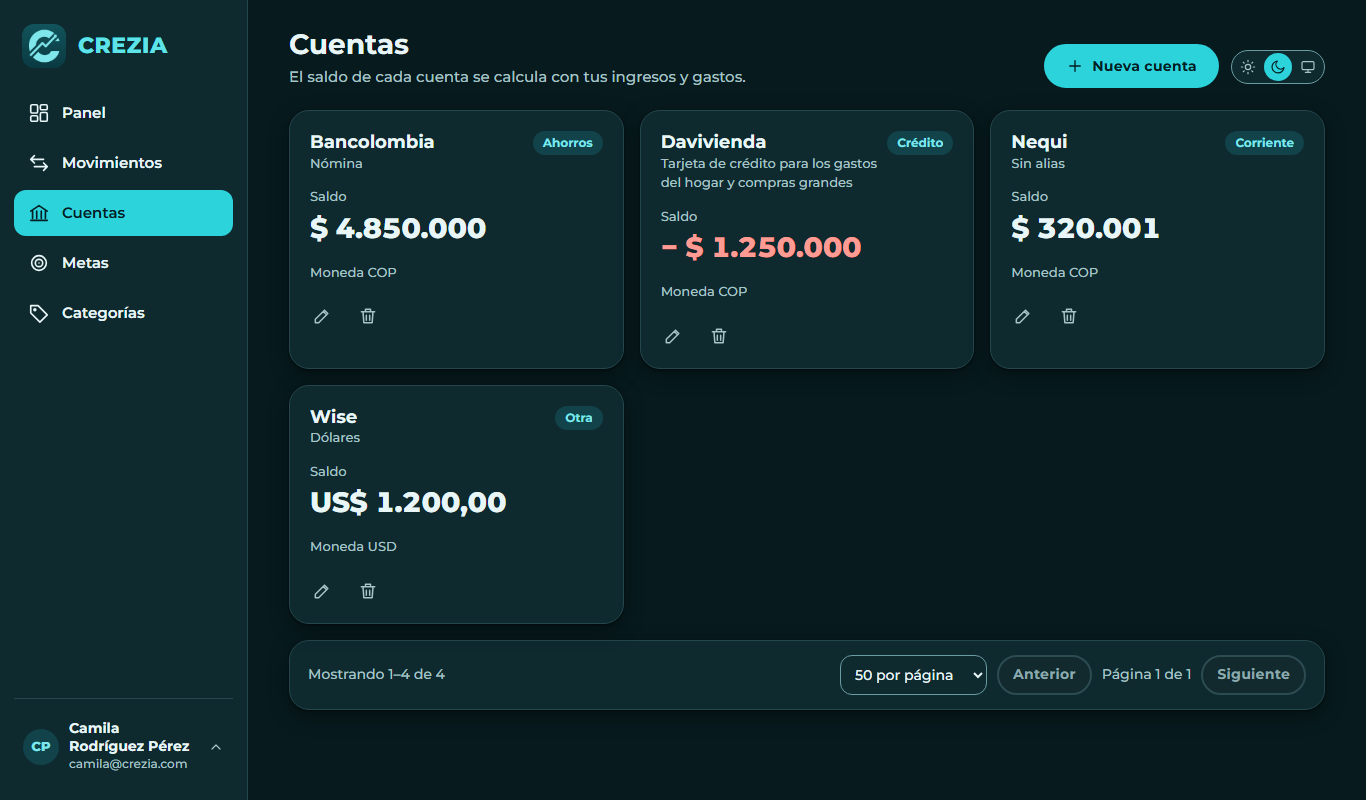 CREZIA
Panel
Movimientos
Cuentas
Metas
Categorías
CP
Camila
Rodríguez Pérez
camila@crezia.com
Cuentas
El saldo de cada cuenta se calcula con tus ingresos y gastos.
+ Nueva cuenta
Bancolombia
Ahorros
Nómina
Saldo
$ 4.850.000
Moneda COP
Davivienda
Crédito
Tarjeta de crédito para los gastos
del hogar y compras grandes
Saldo
− $ 1.250.000
Moneda COP
Nequi
Corriente
Sin alias
Saldo
$ 320.001
Moneda COP
Wise
Otra
Dólares
Saldo
US$ 1.200,00
Moneda USD
Mostrando 1–4 de 4
50 por página
Anterior
Página 1 de 1
Siguiente